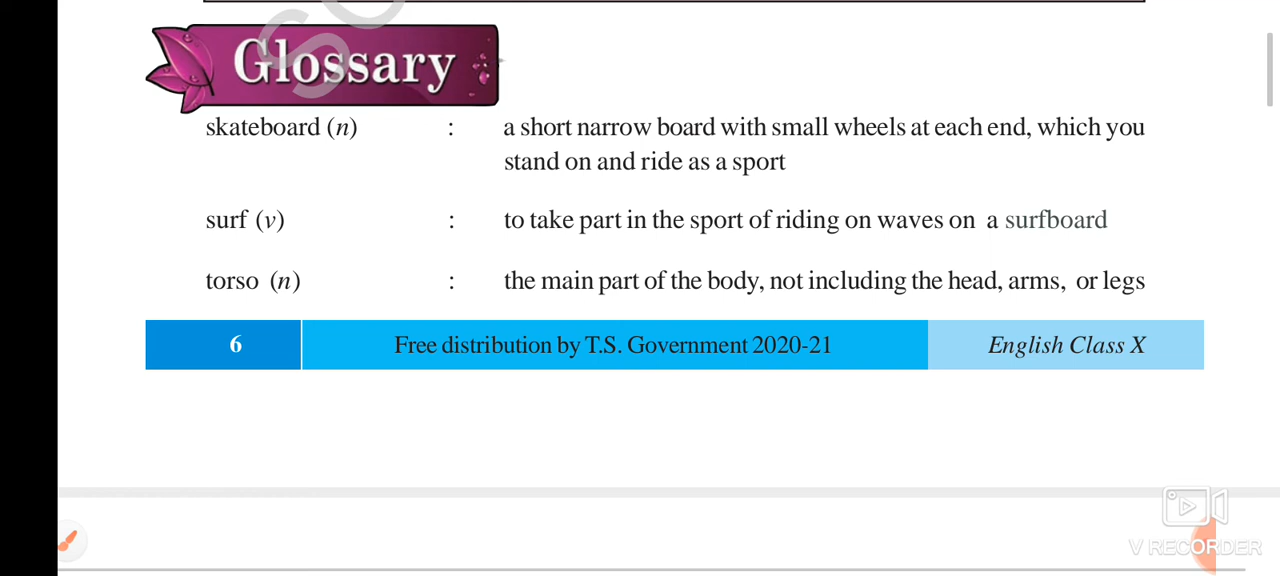 Glossary
skateboard (n) : a short narrow board with small wheels at each end, which you
stand on and ride as a sport
surf (v) : to take part in the sport of riding on waves on a surfboard
torso (n) : the main part of the body, not including the head, arms, or legs
6 Free distribution by T.S. Government 2020-21 English Class X
V RECORDER